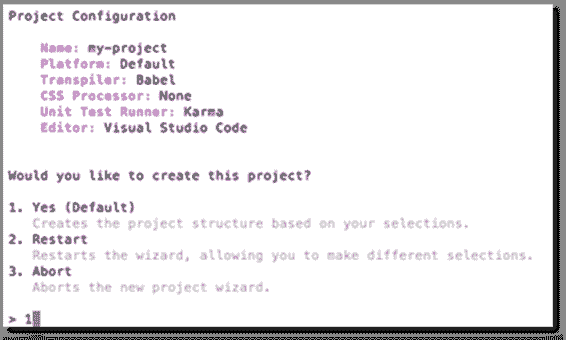 Project Configuration
Name: my-project
Platform: Default
Transpiler: Babel
CSS Processor: None
Unit Test Runner: Karma
Editor: Visual Studio Code
Would you like to create this project?
1. Yes (Default)
Creates the project structure based on your selections.
2. Restart
Restarts the wizard, allowing you to make different selections.
3. Abort
Aborts the new project wizard.
> 1